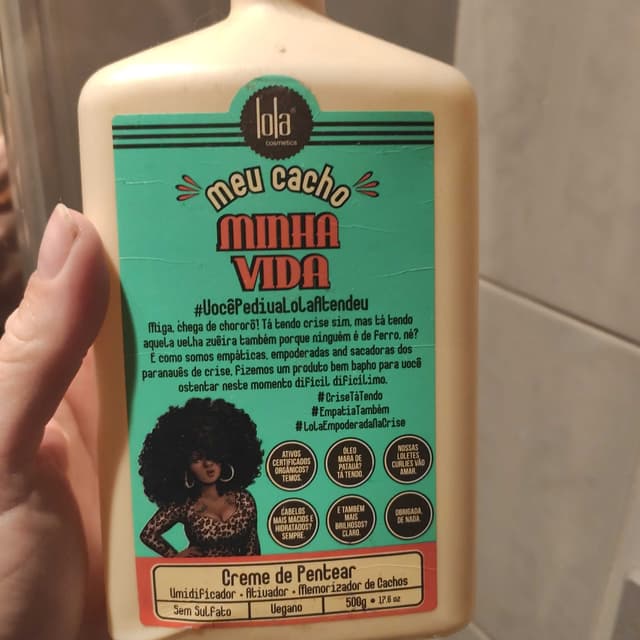 lola
cosmetics
meu cacho
MINHA
VIDA
#VocêPediuaLolaAtendeu
Miga, chega de chororô! Tá tendo crise sim, mas tá tendo
aquela velha zuêira também porque ninguém é de ferro, né?
E como somos empáticas, empoderadas and sacadoras dos
paranauês de crise, fizemos um produto bem bapho para você
ostentar neste momento difícil dificílimo.
#CriseTáTendo
#EmpatiaTambém
#LolaEmpoderadaNaCrise
ATIVOS
CERTIFICADOS
ORGÂNICOS?
TEMOS.
ÓLEO
MARA DE
PATAUÁ?
TÁ TENDO.
NOSSAS
LOLETES
CURLIES VÃO
AMAR.
CABELOS
MAIS MACIOS E
HIDRATADOS?
SEMPRE.
E TAMBÉM
MAIS
BRILHOSOS?
CLARO.
OBRIGADA,
DE NADA.
Creme de Pentear
Umidificador • Ativador • Memorizador de Cachos
Sem Sulfato
Vegano
500g • 17.6 oz